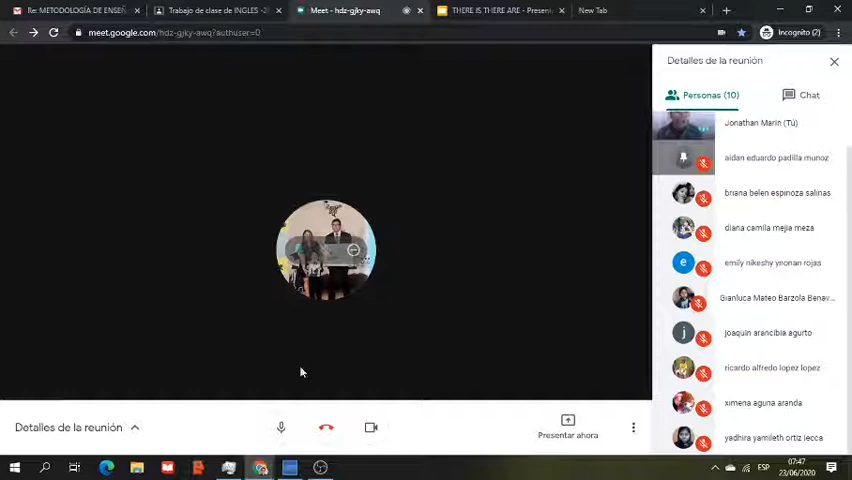 Re: METODOLOGÍA DE ENSEÑ
Trabajo de clase de INGLES -2
Meet - hdz-gjky-awq
THERE IS THERE ARE - Present
New Tab
meet.google.com/hdz-gjky-awq?authuser=0
Incognito (2)
Detalles de la reunión
Personas (10)
Chat
Jonathan Marin (Tú)
aidan eduardo padilla munoz
briana belen espinoza salinas
diana camila mejia meza
e
emily nikeshy ynonan rojas
Gianluca Mateo Barzola Benav...
j
joaquin arancibia agurto
ricardo alfredo lopez lopez
ximena aguna aranda
yadhira yamileth ortiz lecca
Detalles de la reunión
Presentar ahora
ESP
07:47
23/06/2020